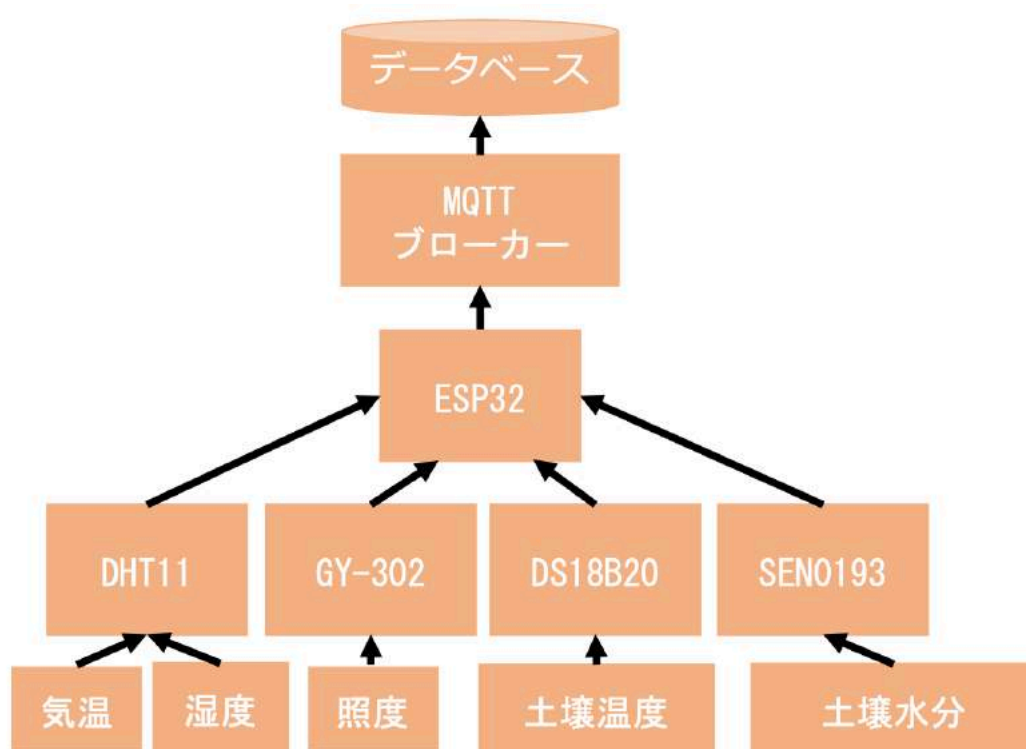 データベース
MQTT
ブローカー
ESP32
DHT11
GY-302
DS18B20
SEN0193
気温
湿度
照度
土壌温度
土壌水分